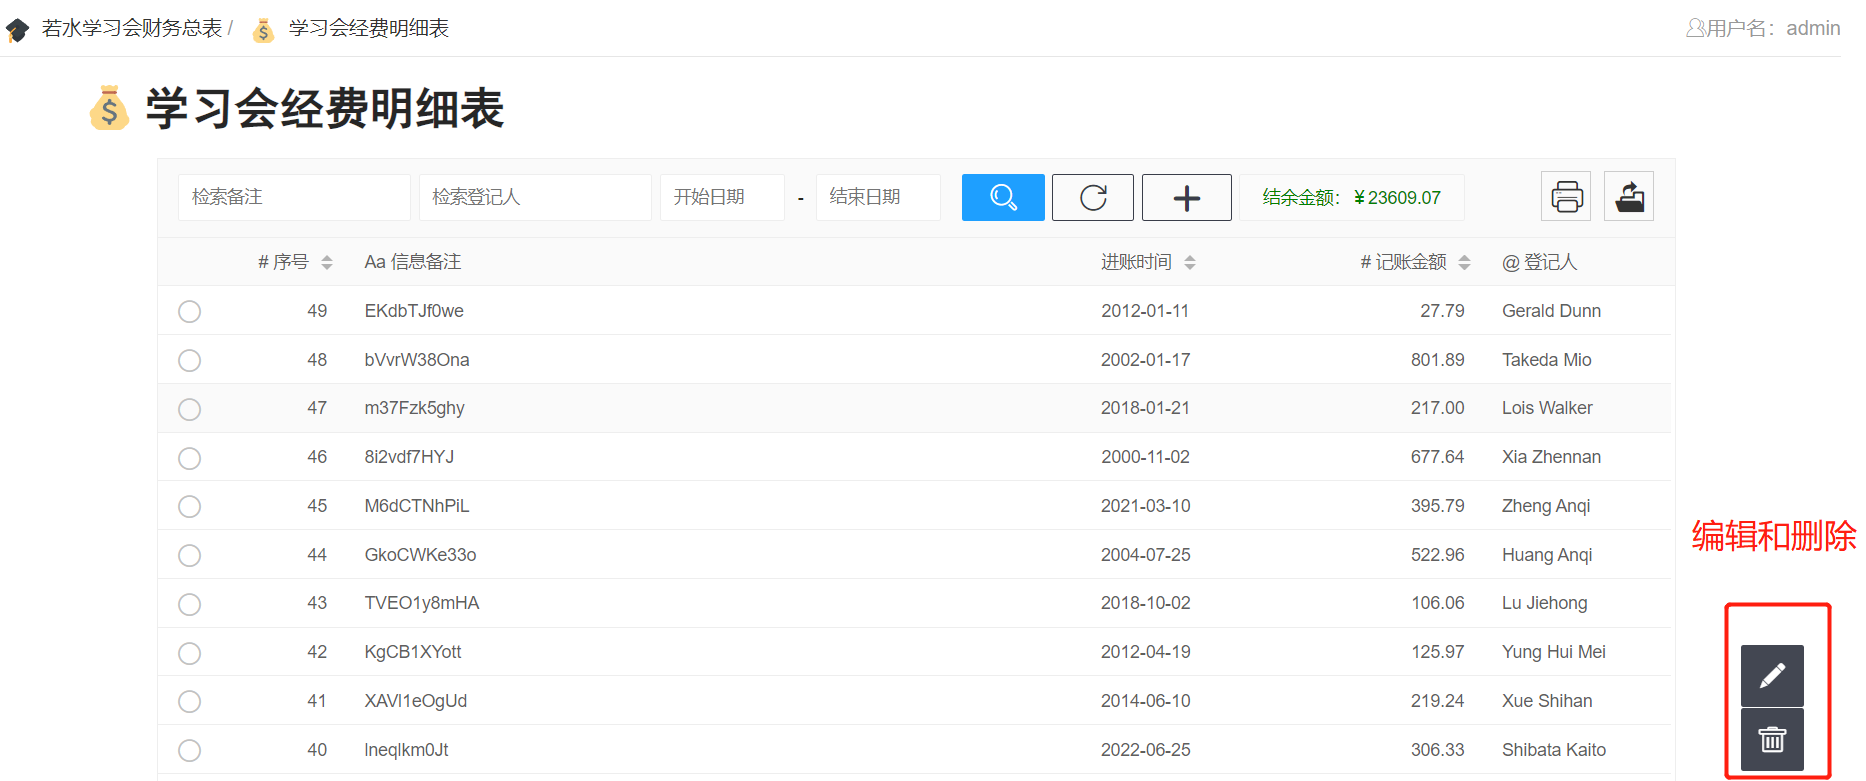 若水学习会财务总表 / 学习会经费明细表 用户名：admin
学习会经费明细表
检索备注 检索登记人 开始日期 - 结束日期 结余金额：￥23609.07
# 序号 Aa 信息备注 进账时间 # 记账金额 @ 登记人
49 EKdbTJf0we 2012-01-11 27.79 Gerald Dunn
48 bVvrW38Ona 2002-01-17 801.89 Takeda Mio
47 m37Fzk5ghy 2018-01-21 217.00 Lois Walker
46 8i2vdf7HYJ 2000-11-02 677.64 Xia Zhennan
45 M6dCTNhPiL 2021-03-10 395.79 Zheng Anqi
编辑和删除
44 GkoCWKe33o 2004-07-25 522.96 Huang Anqi
43 TVEO1y8mHA 2018-10-02 106.06 Lu Jiehong
42 KgCB1XYott 2012-04-19 125.97 Yung Hui Mei
41 XAVl1eOgUd 2014-06-10 219.24 Xue Shihan
40 lneqlkm0Jt 2022-06-25 306.33 Shibata Kaito